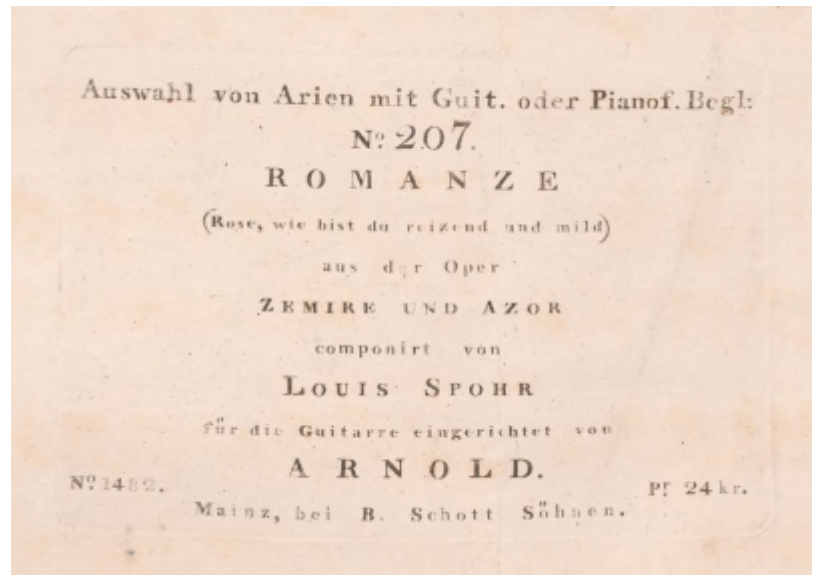 Auswahl von Arien mit Guit. oder Pianof. Begl:
Nº 207.
ROMANZE
(Rose, wie bist du reizend und mild)
aus der Oper
ZEMIRE UND AZOR
componirt von
LOUIS SPOHR
für die Guitarre eingerichtet von
ARNOLD.
Nº 1482. Pr 24 kr.
Mainz, bei B. Schott Söhnen.